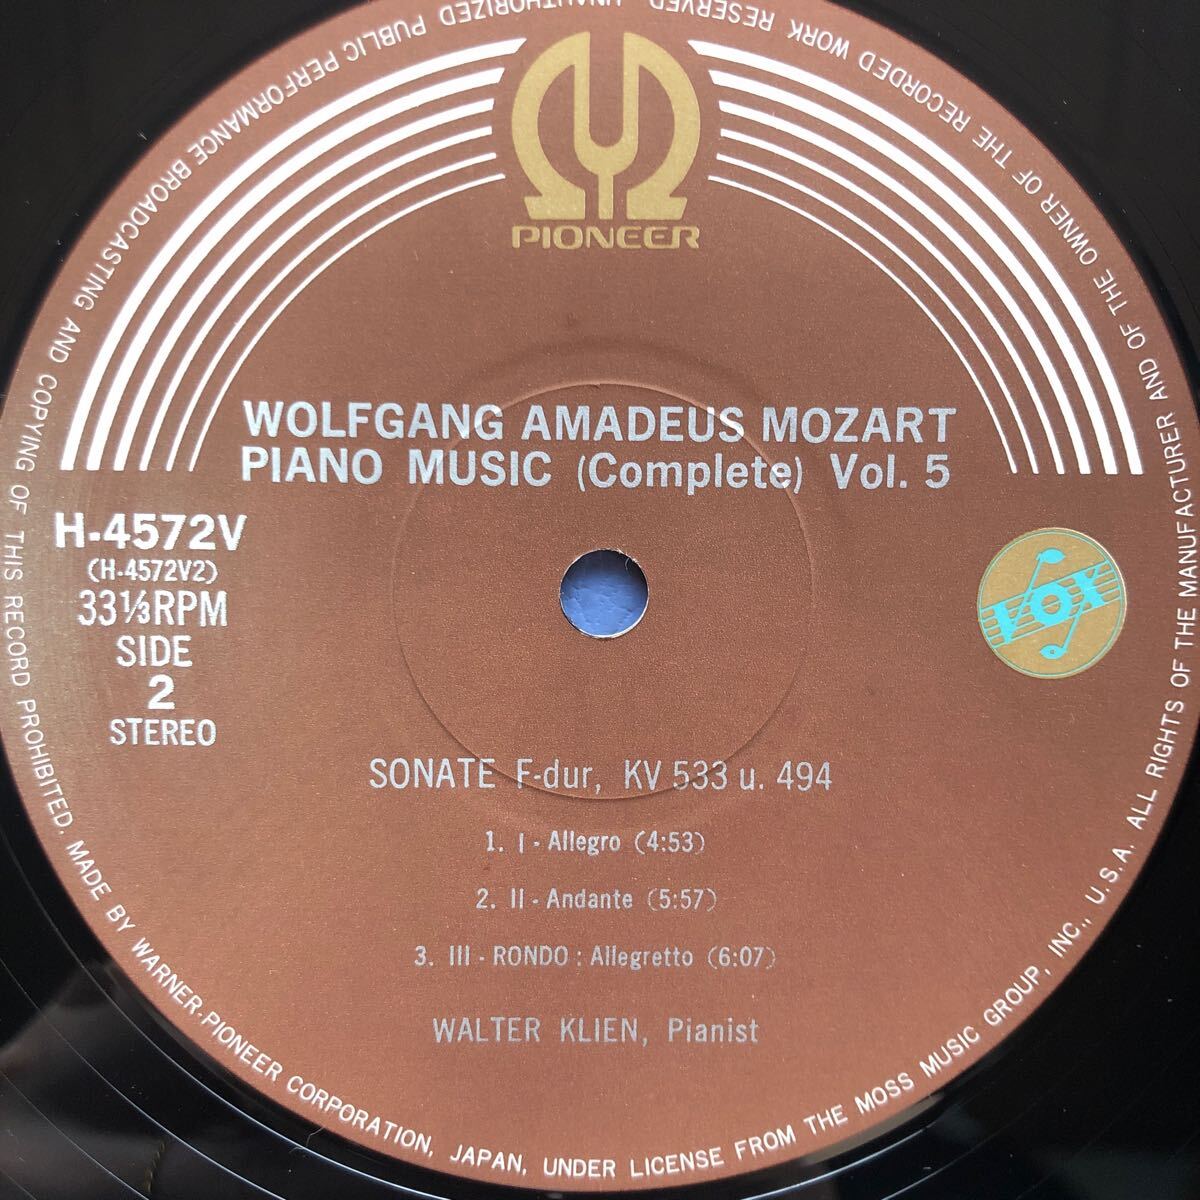 PIONEER
WOLFGANG AMADEUS MOZART
PIANO MUSIC (Complete) Vol. 5
H-4572V
(H-4572V2)
33⅓RPM
SIDE
2
STEREO
VOX
SONATE F-dur, KV 533 u. 494
1. I - Allegro (4:53)
2. II - Andante (5:57)
3. III - RONDO : Allegretto (6:07)
WALTER KLIEN, Pianist
MADE BY WARNER-PIONEER CORPORATION, JAPAN, UNDER LICENSE FROM THE MOSS MUSIC GROUP, INC., U.S.A. ALL RIGHTS OF THE MANUFACTURER AND OF THE OWNER OF THE RECORDED WORK RESERVED UNAUTHORIZED PUBLIC PERFORMANCE BROADCASTING AND COPYING OF THIS RECORD PROHIBITED.